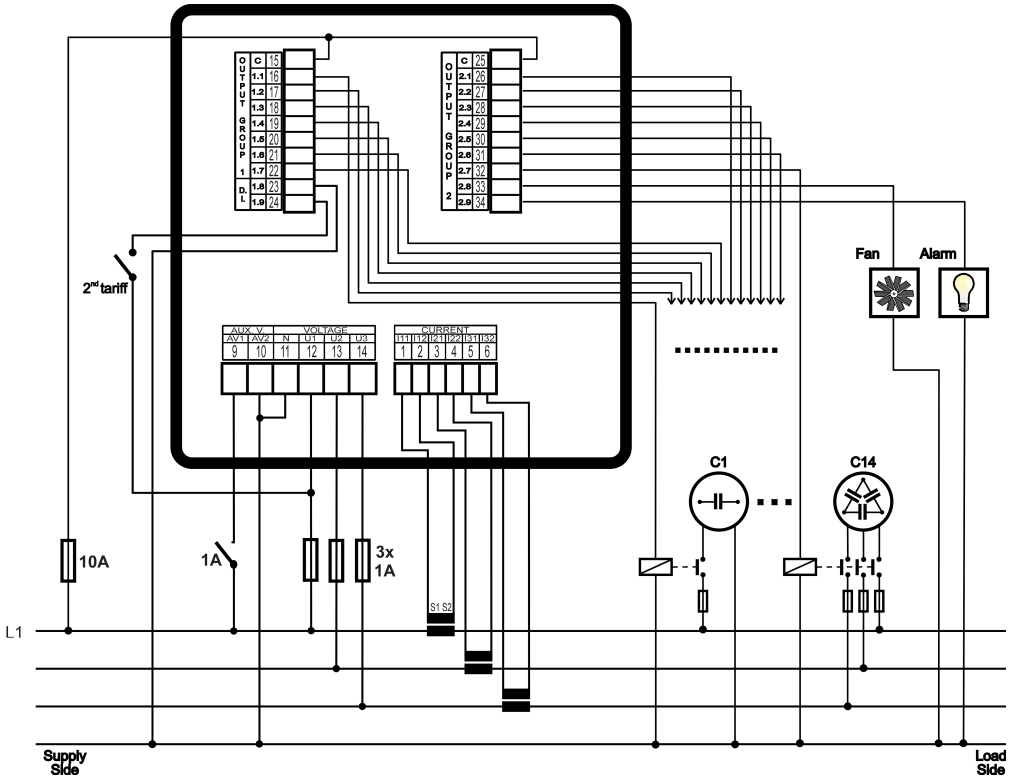 OUTPUT GROUP 1
D.I.
C 15
1.1 16
1.2 17
1.3 18
1.4 19
1.5 20
1.6 21
1.7 22
1.8 23
1.9 24
OUTPUT GROUP 2
C 25
2.1 26
2.2 27
2.3 28
2.4 29
2.5 30
2.6 31
2.7 32
2.8 33
2.9 34
2nd tariff
Fan
Alarm
AUX. V. VOLTAGE
AV1 AV2 N U1 U2 U3
9 10 11 12 13 14
CURRENT
I11 I12 I21 I22 I31 I32
1 2 3 4 5 6
C1
C14
10A
1A
3x
1A
S1 S2
L1
Supply
Side
Load
Side